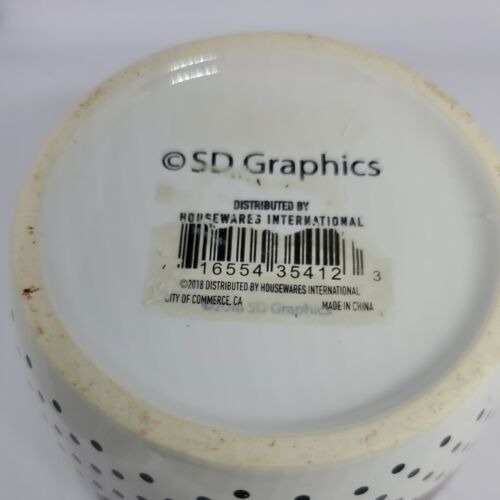 © SD Graphics
DISTRIBUTED BY
HOUSEWARES INTERNATIONAL
16554 35412 3
©2018 DISTRIBUTED BY HOUSEWARES INTERNATIONAL
CITY OF COMMERCE, CA MADE IN CHINA
©2018 SD Graphics